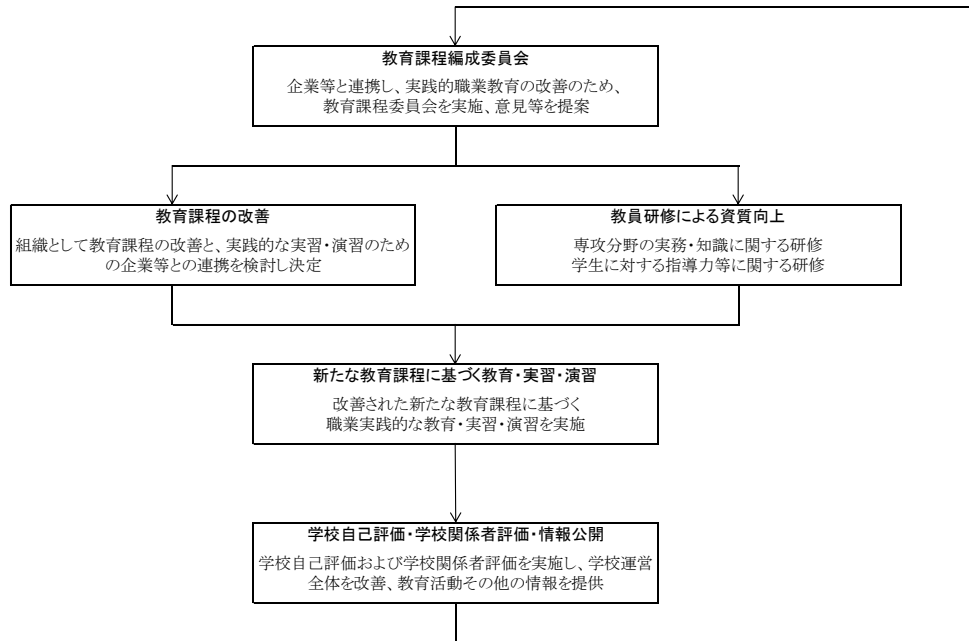 教育課程編成委員会
企業等と連携し、実践的職業教育の改善のため、
教育課程委員会を実施、意見等を提案
教育課程の改善
組織として教育課程の改善と、実践的な実習・演習のため
の企業等との連携を検討し決定
教員研修による資質向上
専攻分野の実務・知識に関する研修
学生に対する指導力等に関する研修
新たな教育課程に基づく教育・実習・演習
改善された新たな教育課程に基づく
職業実践的な教育・実習・演習を実施
学校自己評価・学校関係者評価・情報公開
学校自己評価および学校関係者評価を実施し、学校運営
全体を改善、教育活動その他の情報を提供